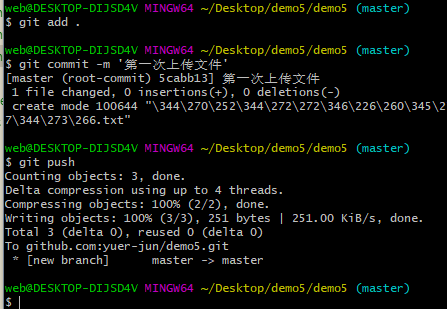 web@DESKTOP-DIJSD4V MINGW64 ~/Desktop/demo5/demo5 (master)
$ git add .
web@DESKTOP-DIJSD4V MINGW64 ~/Desktop/demo5/demo5 (master)
$ git commit -m '第一次上传文件'
[master (root-commit) 5cabb13] 第一次上传文件
 1 file changed, 0 insertions(+), 0 deletions(-)
 create mode 100644 "\344\270\252\344\272\272\346\226\260\345\2
7\344\273\266.txt"
web@DESKTOP-DIJSD4V MINGW64 ~/Desktop/demo5/demo5 (master)
$ git push
Counting objects: 3, done.
Delta compression using up to 4 threads.
Compressing objects: 100% (2/2), done.
Writing objects: 100% (3/3), 251 bytes | 251.00 KiB/s, done.
Total 3 (delta 0), reused 0 (delta 0)
To github.com:yuer-jun/demo5.git
 * [new branch]      master -> master
web@DESKTOP-DIJSD4V MINGW64 ~/Desktop/demo5/demo5 (master)
$